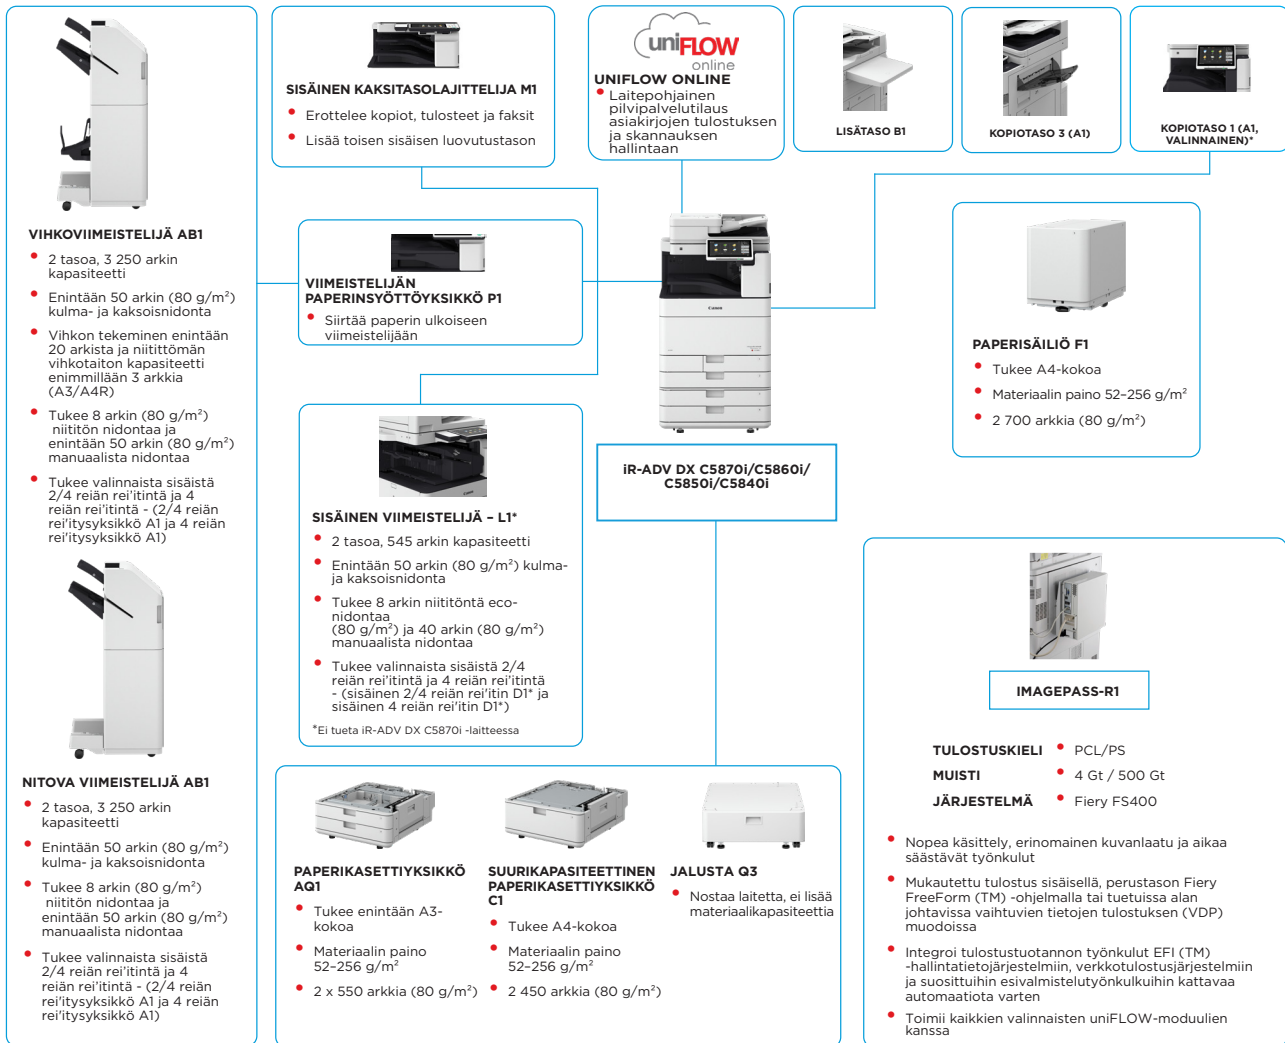 VIHKOVIIMEISTELIJÄ AB1
• 2 tasoa, 3 250 arkin
kapasiteetti
• Enintään 50 arkin (80 g/m²)
kulma- ja kaksoisnidonta
• Vihkon tekeminen enintään
20 arkista ja niitittömän
vihkotaiton kapasiteetti
enimmillään 3 arkkia
(A3/A4R)
• Tukee 8 arkin (80 g/m²)
niititön nidontaa ja
enintään 50 arkin (80 g/m²)
manuaalista nidontaa
• Tukee valinnaista sisäistä
2/4 reiän rei'itintä ja 4
reiän rei'itintä - (2/4 reiän
rei'itysyksikkö A1 ja 4 reiän
rei'itysyksikkö A1)
NITOVA VIIMEISTELIJÄ AB1
• 2 tasoa, 3 250 arkin
kapasiteetti
• Enintään 50 arkin (80 g/m²)
kulma- ja kaksoisnidonta
• Tukee 8 arkin (80 g/m²)
niititön nidontaa ja
enintään 50 arkin (80 g/m²)
manuaalista nidontaa
• Tukee valinnaista sisäistä
2/4 reiän rei'itintä ja 4
reiän rei'itintä - (2/4 reiän
rei'itysyksikkö A1 ja 4 reiän
rei'itysyksikkö A1)
SISÄINEN KAKSITASOLAJITTELIJA M1
• Erottelee kopiot, tulosteet ja faksit
• Lisää toisen sisäisen luovutustason
uniFLOW
online
UNIFLOW ONLINE
• Laitepohjainen
pilvipalvelutilaus
asiakirjojen tulostuksen
ja skannauksen
hallintaan
LISÄTASO B1
KOPIOTASO 3 (A1)
KOPIOTASO 1 (A1,
VALINNAINEN)*
VIIMEISTELIJÄN
PAPERINSYÖTTÖYKSIKKÖ P1
• Siirtää paperin ulkoiseen
viimeistelijään
Canon
iR-ADV DX C5870i/C5860i/
C5850i/C5840i
PAPERISÄILIÖ F1
• Tukee A4-kokoa
• Materiaalin paino 52–256 g/m²
• 2 700 arkkia (80 g/m²)
SISÄINEN VIIMEISTELIJÄ – L1*
• 2 tasoa, 545 arkin kapasiteetti
• Enintään 50 arkin (80 g/m²) kulma-
ja kaksoisnidonta
• Tukee 8 arkin niititöntä eco-
nidontaa
(80 g/m²) ja 40 arkin (80 g/m²)
manuaalista nidontaa
• Tukee valinnaista sisäistä 2/4
reiän rei'itintä ja 4 reiän rei'itintä
- (sisäinen 2/4 reiän rei'itin D1* ja
sisäinen 4 reiän rei'itin D1*)
*Ei tueta iR-ADV DX C5870i -laitteessa
PAPERIKASETTIYKSIKKÖ
AQ1
• Tukee enintään A3-
kokoa
• Materiaalin paino
52–256 g/m²
• 2 x 550 arkkia (80 g/m²)
SUURIKAPASITEETTINEN
PAPERIKASETTIYKSIKKÖ
C1
• Tukee A4-kokoa
• Materiaalin paino
52–256 g/m²
• 2 450 arkkia (80 g/m²)
JALUSTA Q3
• Nostaa laitetta, ei lisää
materiaalikapasiteettia
IMAGEPASS-R1
TULOSTUSKIELI • PCL/PS
MUISTI • 4 Gt / 500 Gt
JÄRJESTELMÄ • Fiery FS400
• Nopea käsittely, erinomainen kuvanlaatu ja aikaa
säästävät työnkulut
• Mukautettu tulostus sisäisellä, perustason Fiery
FreeForm (TM) -ohjelmalla tai tuetuissa alan
johtavissa vaihtuvien tietojen tulostuksen (VDP)
muodoissa
• Integroi tulostustuotannon työnkulut EFI (TM)
-hallintatietojärjestelmiin, verkkotulostusjärjestelmiin
ja suosittuihin esivalmistelutyönkulkuihin kattavaa
automaatiota varten
• Toimii kaikkien valinnaisten uniFLOW-moduulien
kanssa